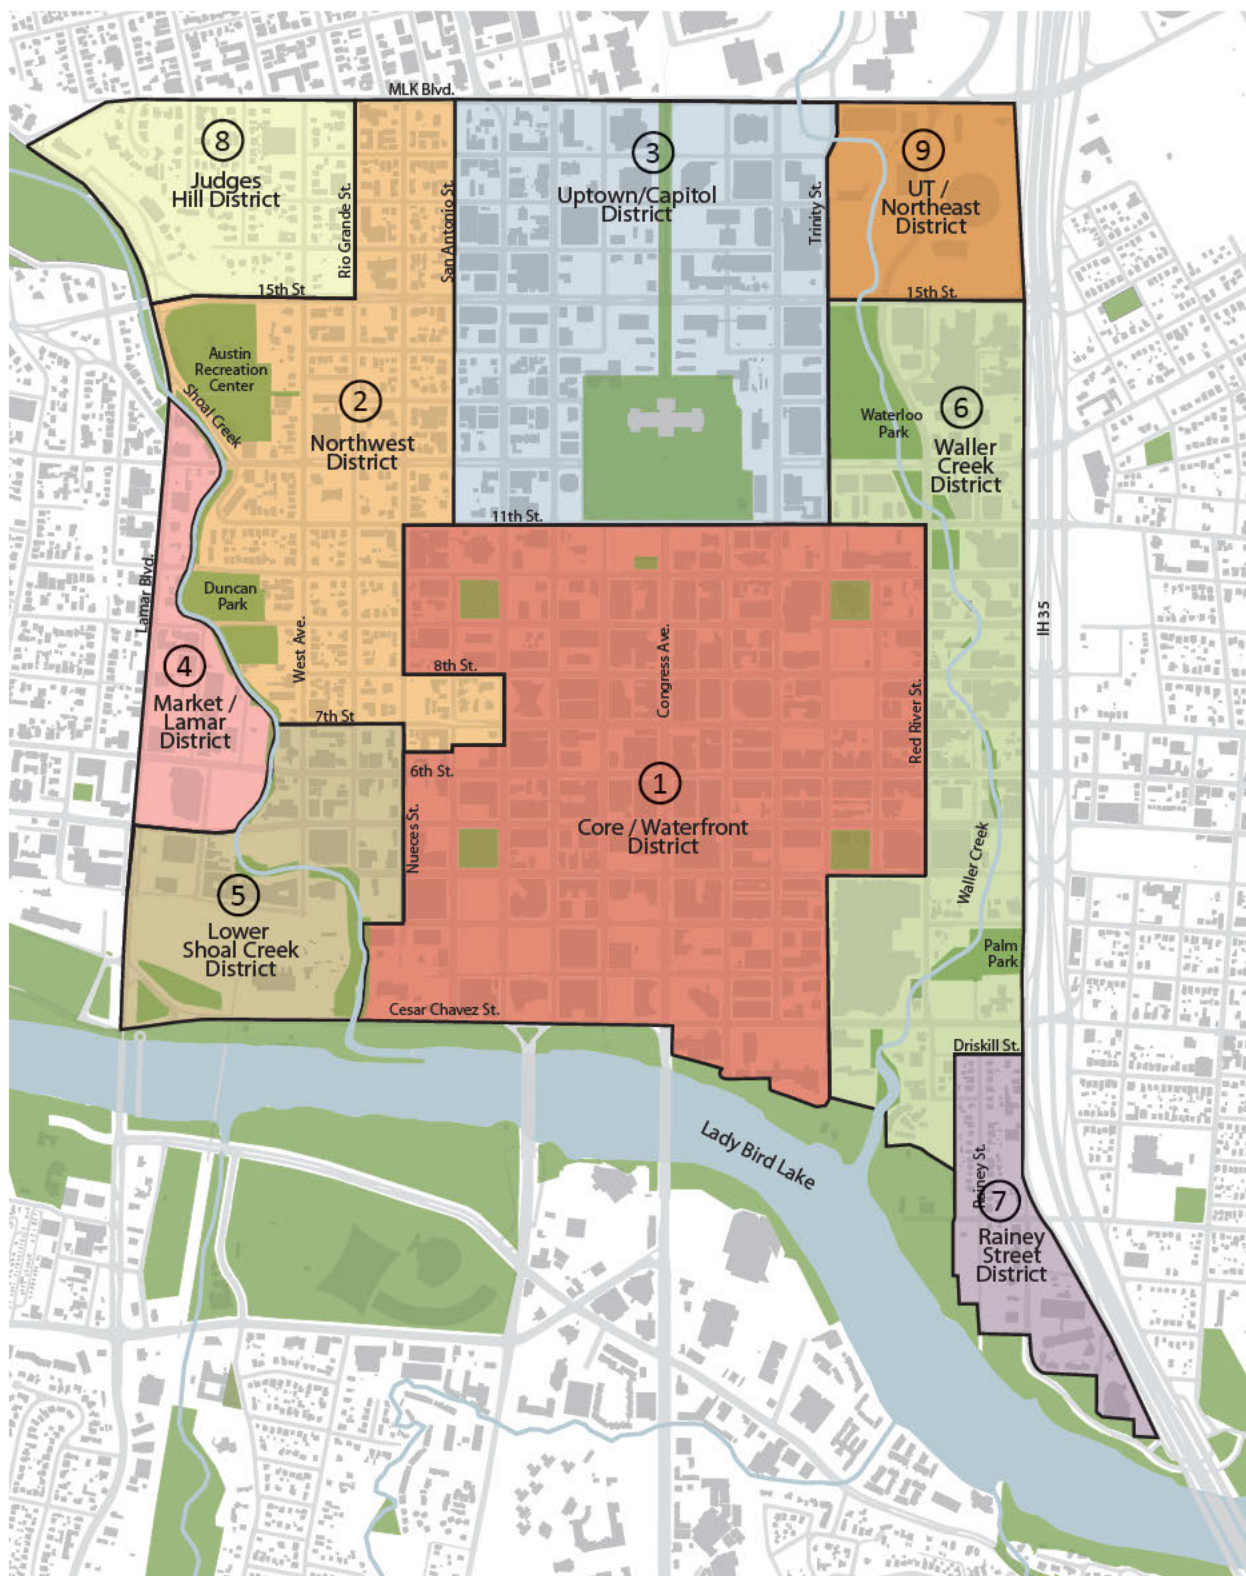 MLK Blvd.
8
Judges
Hill District
Rio Grande St.
San Antonio St.
3
Uptown/Capitol
District
Trinity St.
9
UT /
Northeast
District
15th St
15th St.
Austin
Recreation
Center
Shoal Creek
2
Northwest
District
Waterloo
Park
6
Waller
Creek
District
11th St.
Lamar Blvd.
Duncan
Park
West Ave.
IH 35
4
Market /
Lamar
District
8th St.
Congress Ave.
Red River St.
7th St
6th St.
1
Core / Waterfront
District
Nueces St.
Waller Creek
5
Lower
Shoal Creek
District
Palm
Park
Cesar Chavez St.
Driskill St.
Lady Bird Lake
Rainey St.
7
Rainey
Street
District